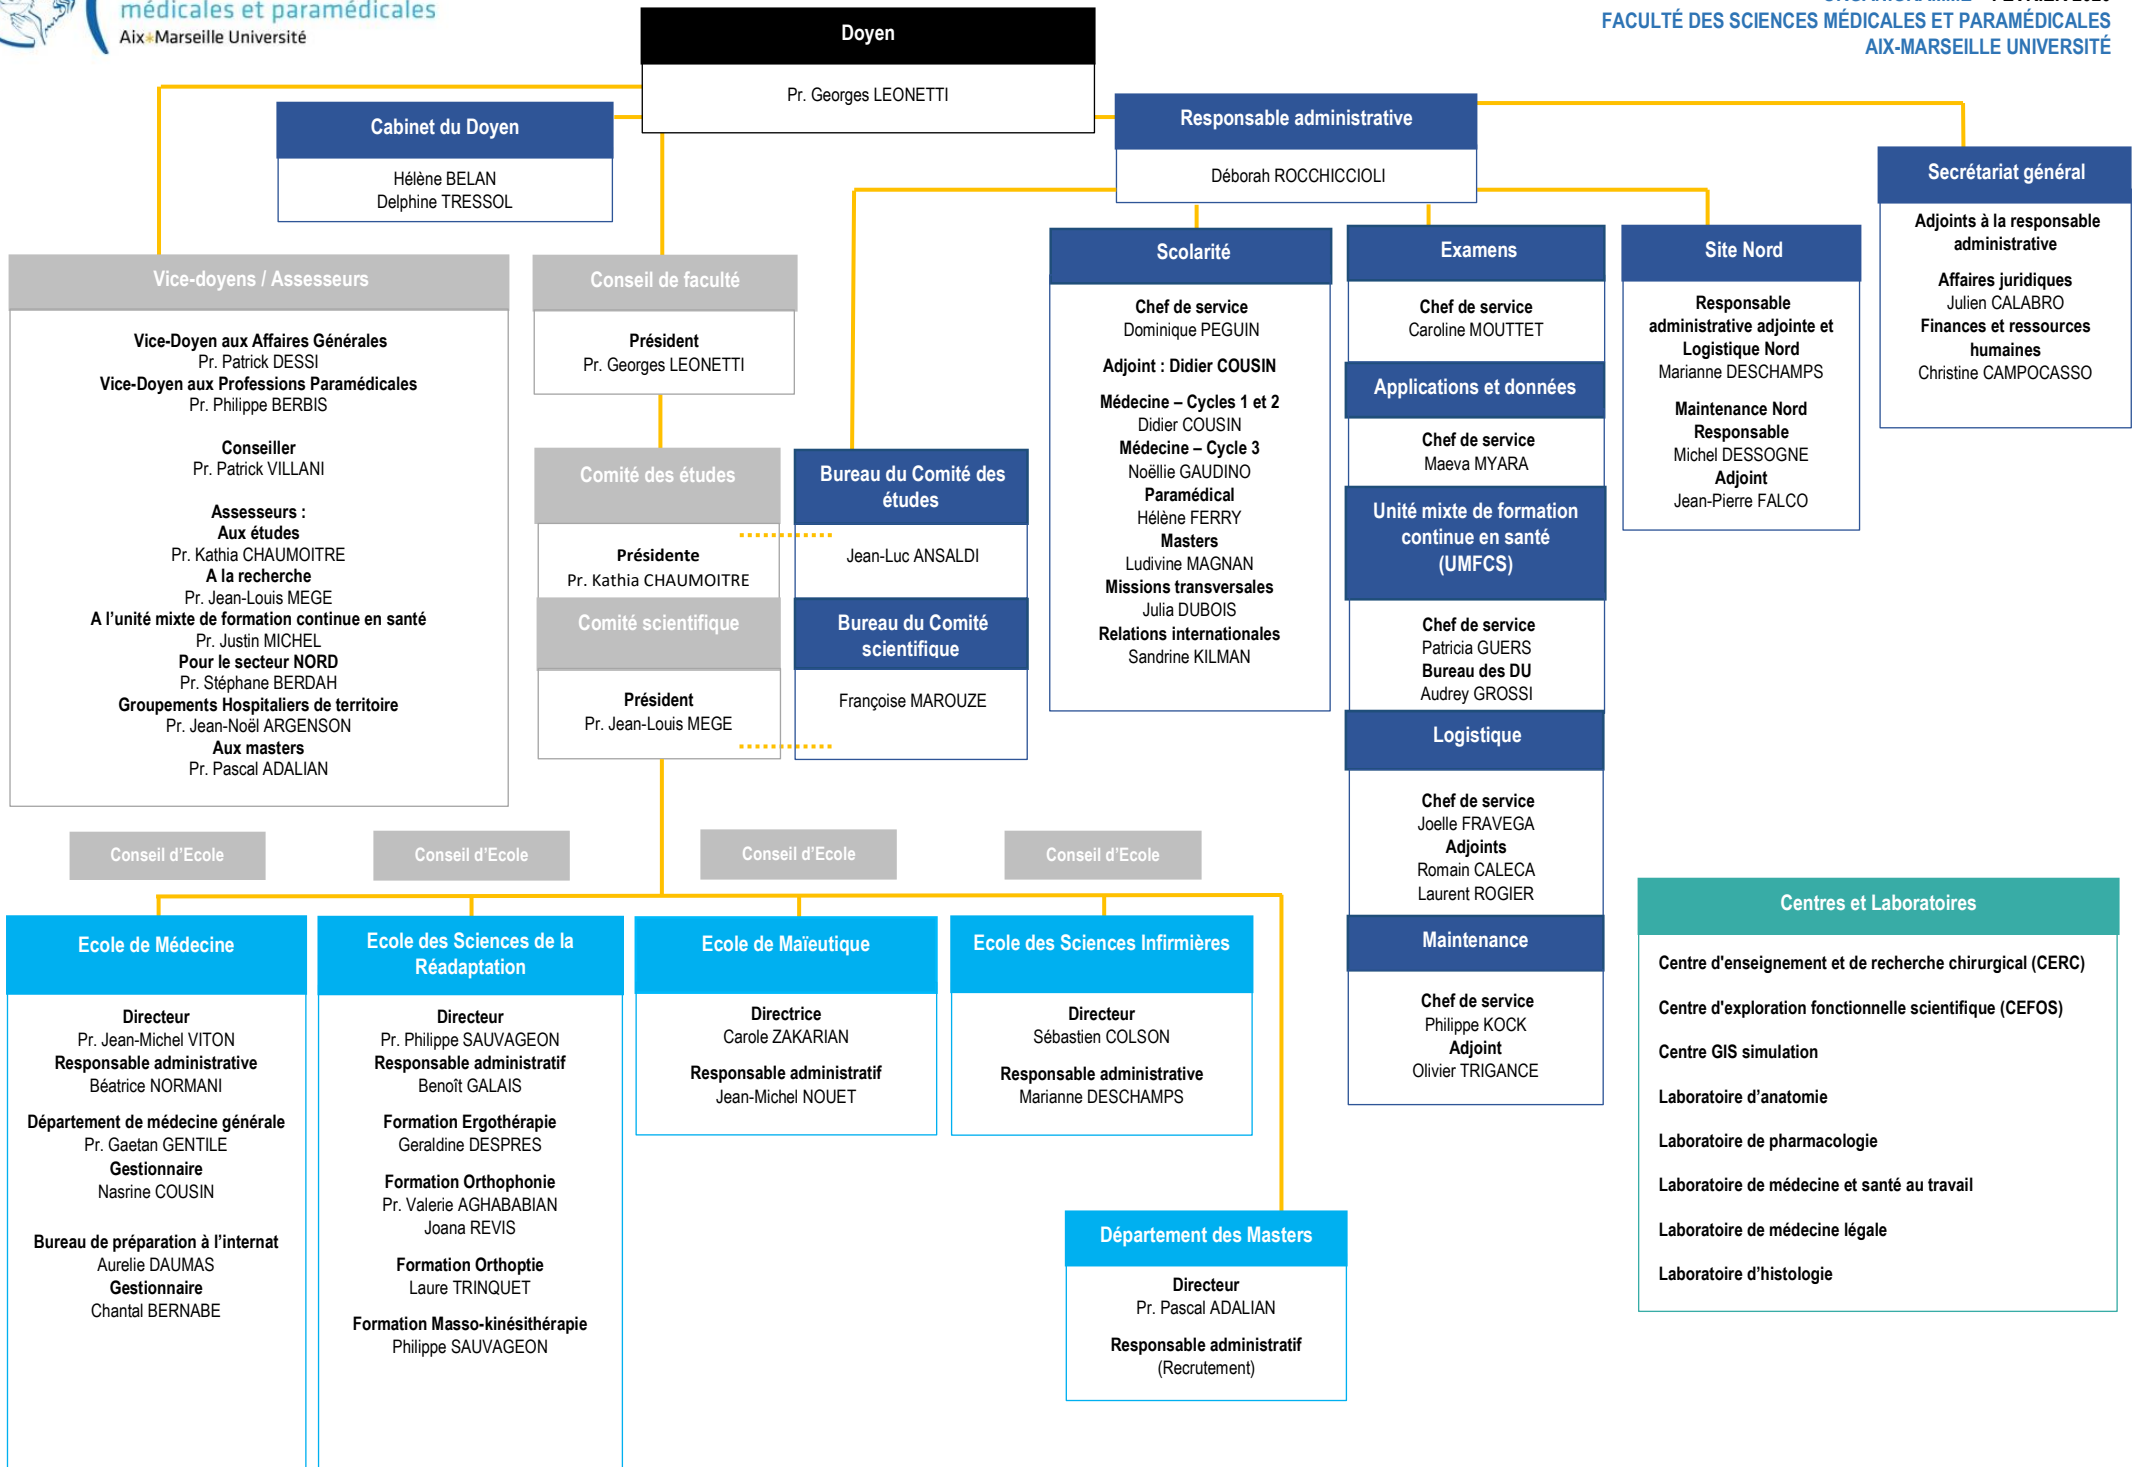 médicales et paramédicales
Aix✶Marseille Université
FACULTÉ DES SCIENCES MÉDICALES ET PARAMÉDICALES
AIX-MARSEILLE UNIVERSITÉ
Doyen
Pr. Georges LEONETTI
Cabinet du Doyen
Hélène BELAN
Delphine TRESSOL
Responsable administrative
Déborah ROCCHICCIOLI
Secrétariat général
Adjoints à la responsable
administrative
Affaires juridiques
Julien CALABRO
Finances et ressources
humaines
Christine CAMPOCASSO
Vice-doyens / Assesseurs
Vice-Doyen aux Affaires Générales
Pr. Patrick DESSI
Vice-Doyen aux Professions Paramédicales
Pr. Philippe BERBIS
Conseiller
Pr. Patrick VILLANI
Assesseurs :
Aux études
Pr. Kathia CHAUMOITRE
A la recherche
Pr. Jean-Louis MEGE
A l'unité mixte de formation continue en santé
Pr. Justin MICHEL
Pour le secteur NORD
Pr. Stéphane BERDAH
Groupements Hospitaliers de territoire
Pr. Jean-Noël ARGENSON
Aux masters
Pr. Pascal ADALIAN
Conseil de faculté
Président
Pr. Georges LEONETTI
Comité des études
Présidente
Pr. Kathia CHAUMOITRE
Comité scientifique
Président
Pr. Jean-Louis MEGE
Bureau du Comité des
études
Jean-Luc ANSALDI
Bureau du Comité
scientifique
Françoise MAROUZE
Scolarité
Chef de service
Dominique PEGUIN
Adjoint : Didier COUSIN
Médecine – Cycles 1 et 2
Didier COUSIN
Médecine – Cycle 3
Noëllie GAUDINO
Paramédical
Hélène FERRY
Masters
Ludivine MAGNAN
Missions transversales
Julia DUBOIS
Relations internationales
Sandrine KILMAN
Examens
Chef de service
Caroline MOUTTET
Applications et données
Chef de service
Maeva MYARA
Unité mixte de formation
continue en santé
(UMFCS)
Chef de service
Patricia GUERS
Bureau des DU
Audrey GROSSI
Logistique
Chef de service
Joelle FRAVEGA
Adjoints
Romain CALECA
Laurent ROGIER
Maintenance
Chef de service
Philippe KOCK
Adjoint
Olivier TRIGANCE
Site Nord
Responsable
administrative adjointe et
Logistique Nord
Marianne DESCHAMPS
Maintenance Nord
Responsable
Michel DESSOGNE
Adjoint
Jean-Pierre FALCO
Conseil d'Ecole
Conseil d'Ecole
Conseil d'Ecole
Conseil d'Ecole
Ecole de Médecine
Directeur
Pr. Jean-Michel VITON
Responsable administrative
Béatrice NORMANI
Département de médecine générale
Pr. Gaetan GENTILE
Gestionnaire
Nasrine COUSIN
Bureau de préparation à l'internat
Aurelie DAUMAS
Gestionnaire
Chantal BERNABE
Ecole des Sciences de la
Réadaptation
Directeur
Pr. Philippe SAUVAGEON
Responsable administratif
Benoît GALAIS
Formation Ergothérapie
Geraldine DESPRES
Formation Orthophonie
Pr. Valerie AGHABABIAN
Joana REVIS
Formation Orthoptie
Laure TRINQUET
Formation Masso-kinésithérapie
Philippe SAUVAGEON
Ecole de Maïeutique
Directrice
Carole ZAKARIAN
Responsable administratif
Jean-Michel NOUET
Ecole des Sciences Infirmières
Directeur
Sébastien COLSON
Responsable administrative
Marianne DESCHAMPS
Département des Masters
Directeur
Pr. Pascal ADALIAN
Responsable administratif
(Recrutement)
Centres et Laboratoires
Centre d'enseignement et de recherche chirurgical (CERC)
Centre d'exploration fonctionnelle scientifique (CEFOS)
Centre GIS simulation
Laboratoire d'anatomie
Laboratoire de pharmacologie
Laboratoire de médecine et santé au travail
Laboratoire de médecine légale
Laboratoire d'histologie